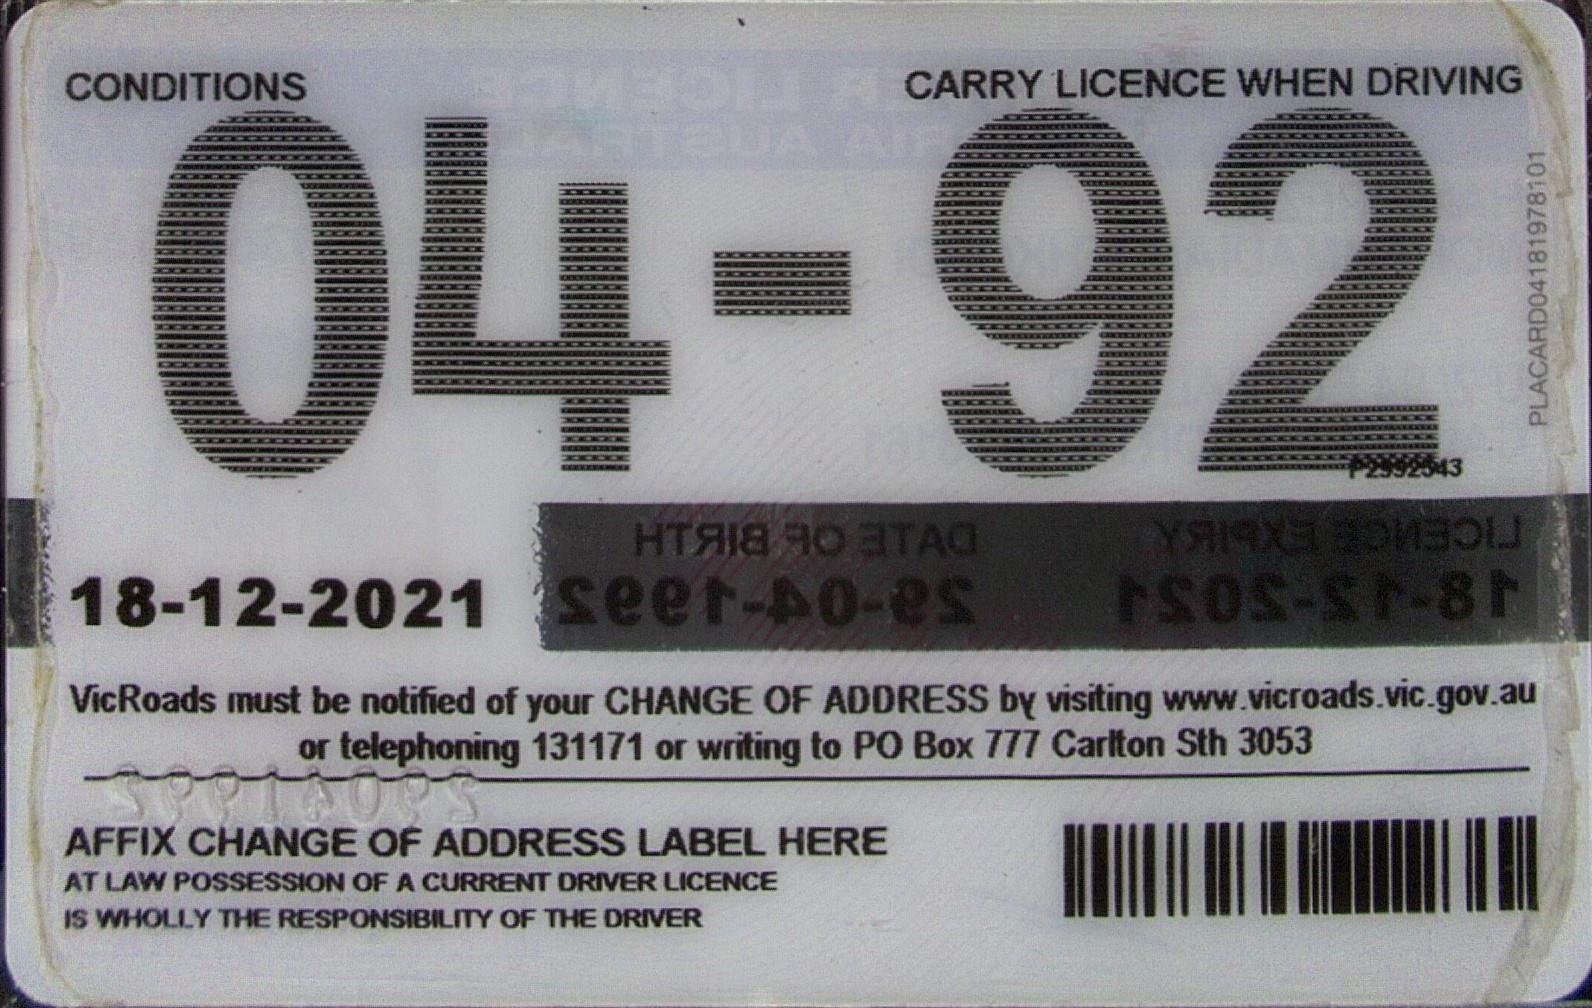 CONDITIONS
CARRY LICENCE WHEN DRIVING
04-92
PLACARD04181978101
P2992543
DATE OF BIRTH
LICENCE EXPIRY
18-12-2021
29-04-1992
18-12-2021
VicRoads must be notified of your CHANGE OF ADDRESS by visiting www.vicroads.vic.gov.au
or telephoning 131171 or writing to PO Box 777 Carlton Sth 3053
29041992
AFFIX CHANGE OF ADDRESS LABEL HERE
AT LAW POSSESSION OF A CURRENT DRIVER LICENCE
IS WHOLLY THE RESPONSIBILITY OF THE DRIVER